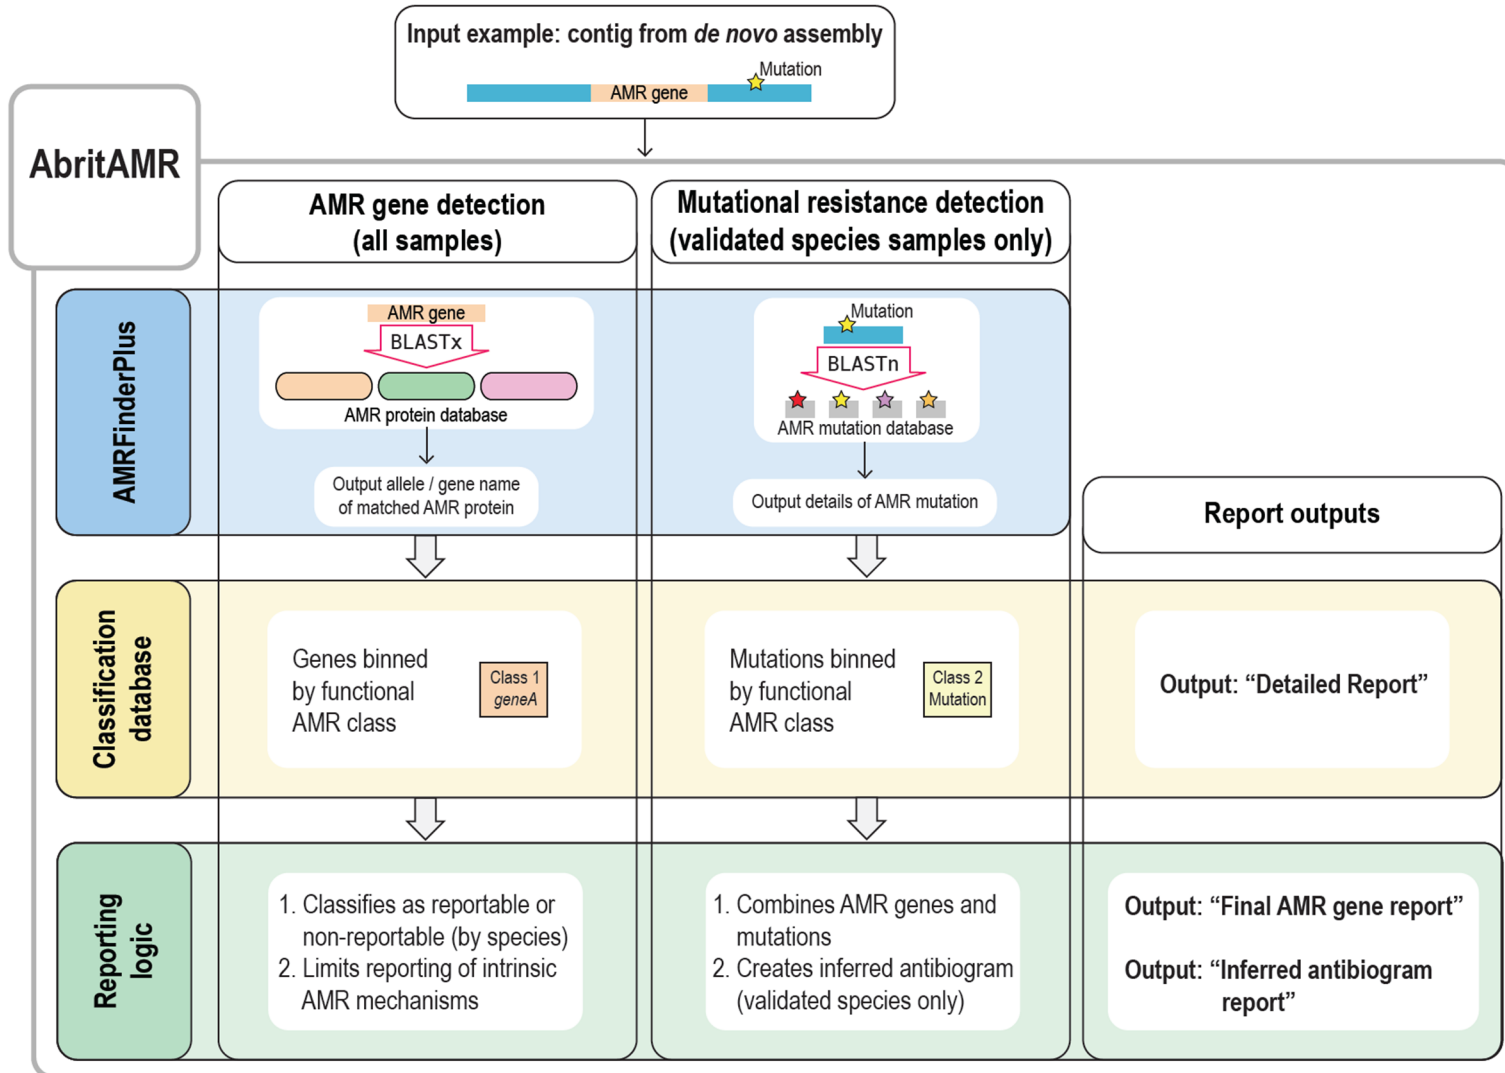 Input example: contig from de novo assembly
Mutation
AMR gene
AbritAMR
AMR gene detection
(all samples)
Mutational resistance detection
(validated species samples only)
AMRFinderPlus
AMR gene
BLASTx
AMR protein database
Output allele / gene name
of matched AMR protein
Mutation
BLASTn
AMR mutation database
Output details of AMR mutation
Report outputs
Classification
database
Genes binned
by functional
AMR class
Class 1
geneA
Mutations binned
by functional
AMR class
Class 2
Mutation
Output: “Detailed Report”
Reporting
logic
1. Classifies as reportable or
non-reportable (by species)
2. Limits reporting of intrinsic
AMR mechanisms
1. Combines AMR genes and
mutations
2. Creates inferred antibiogram
(validated species only)
Output: “Final AMR gene report”
Output: “Inferred antibiogram
report”